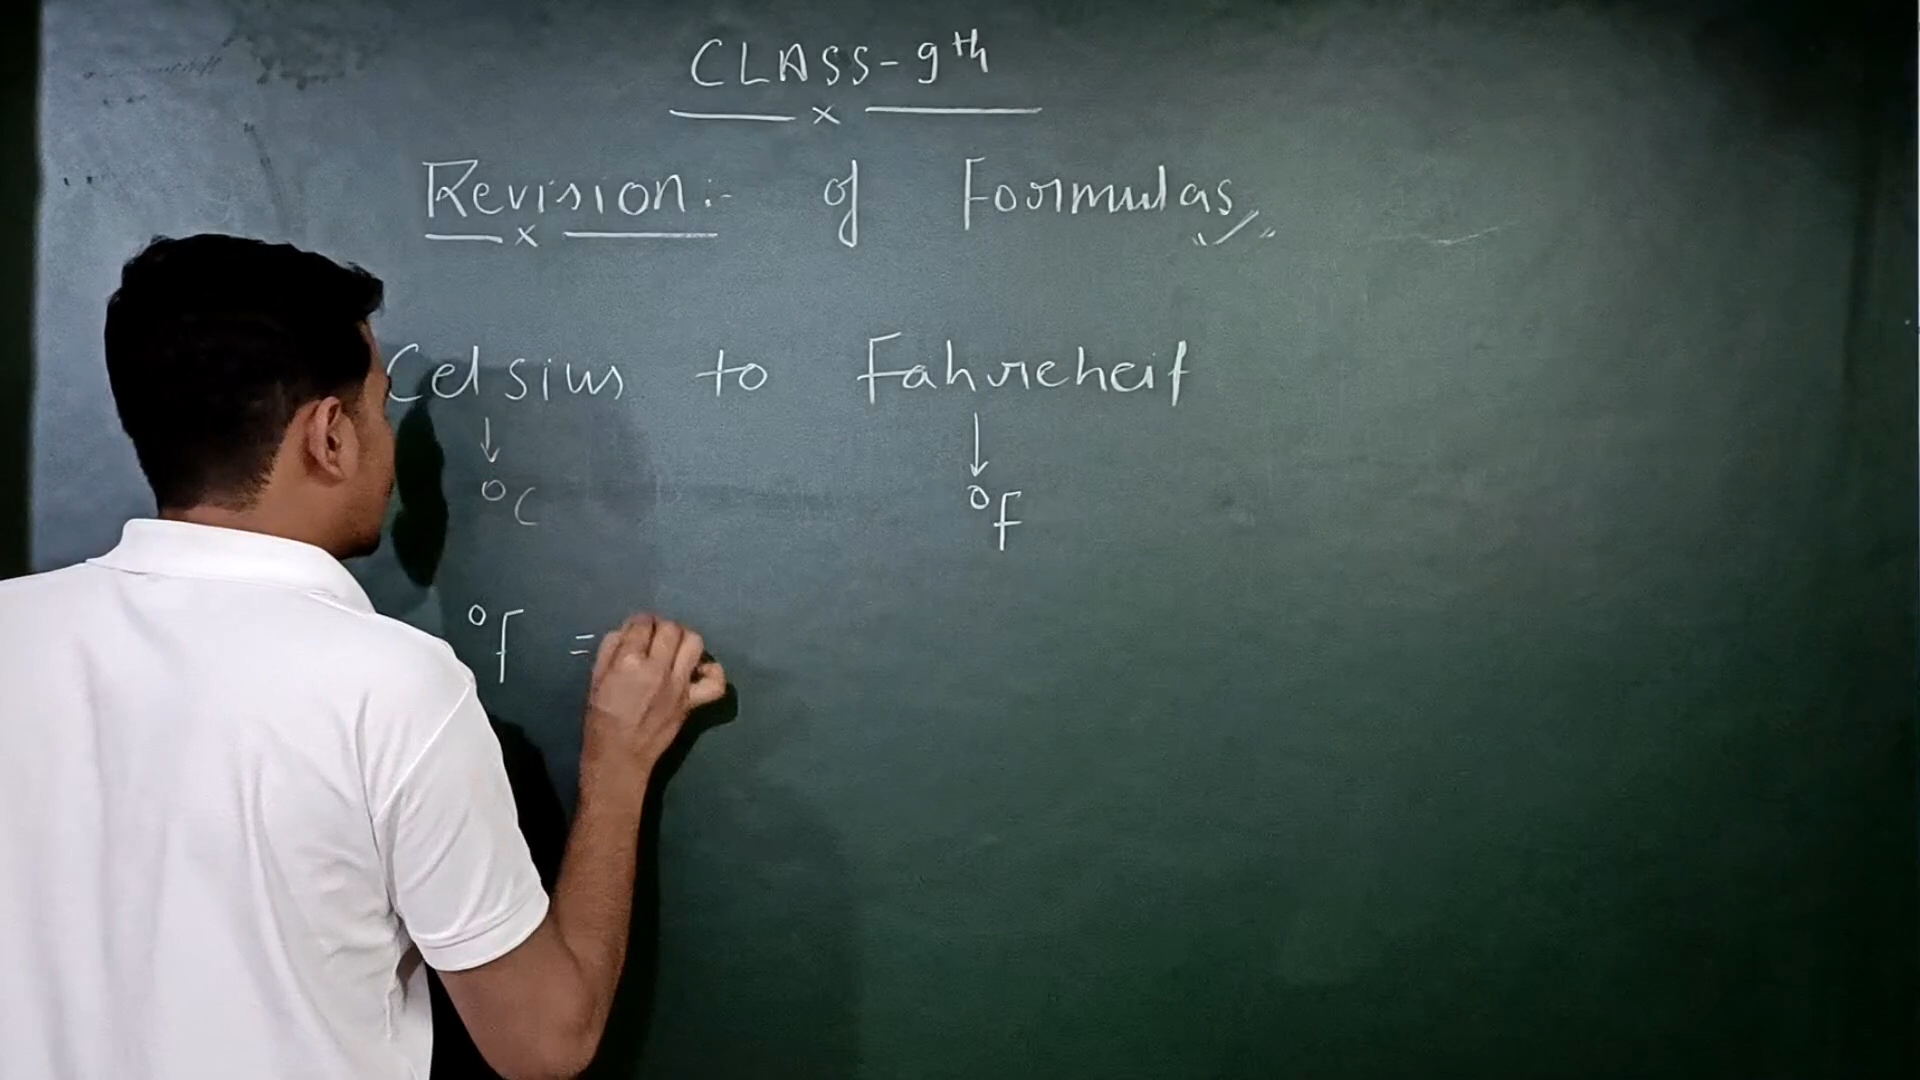 CLASS-9th
Revision:- of Formulas
Celsius to Fahreheit
↓ ↓
°C °F
°F =